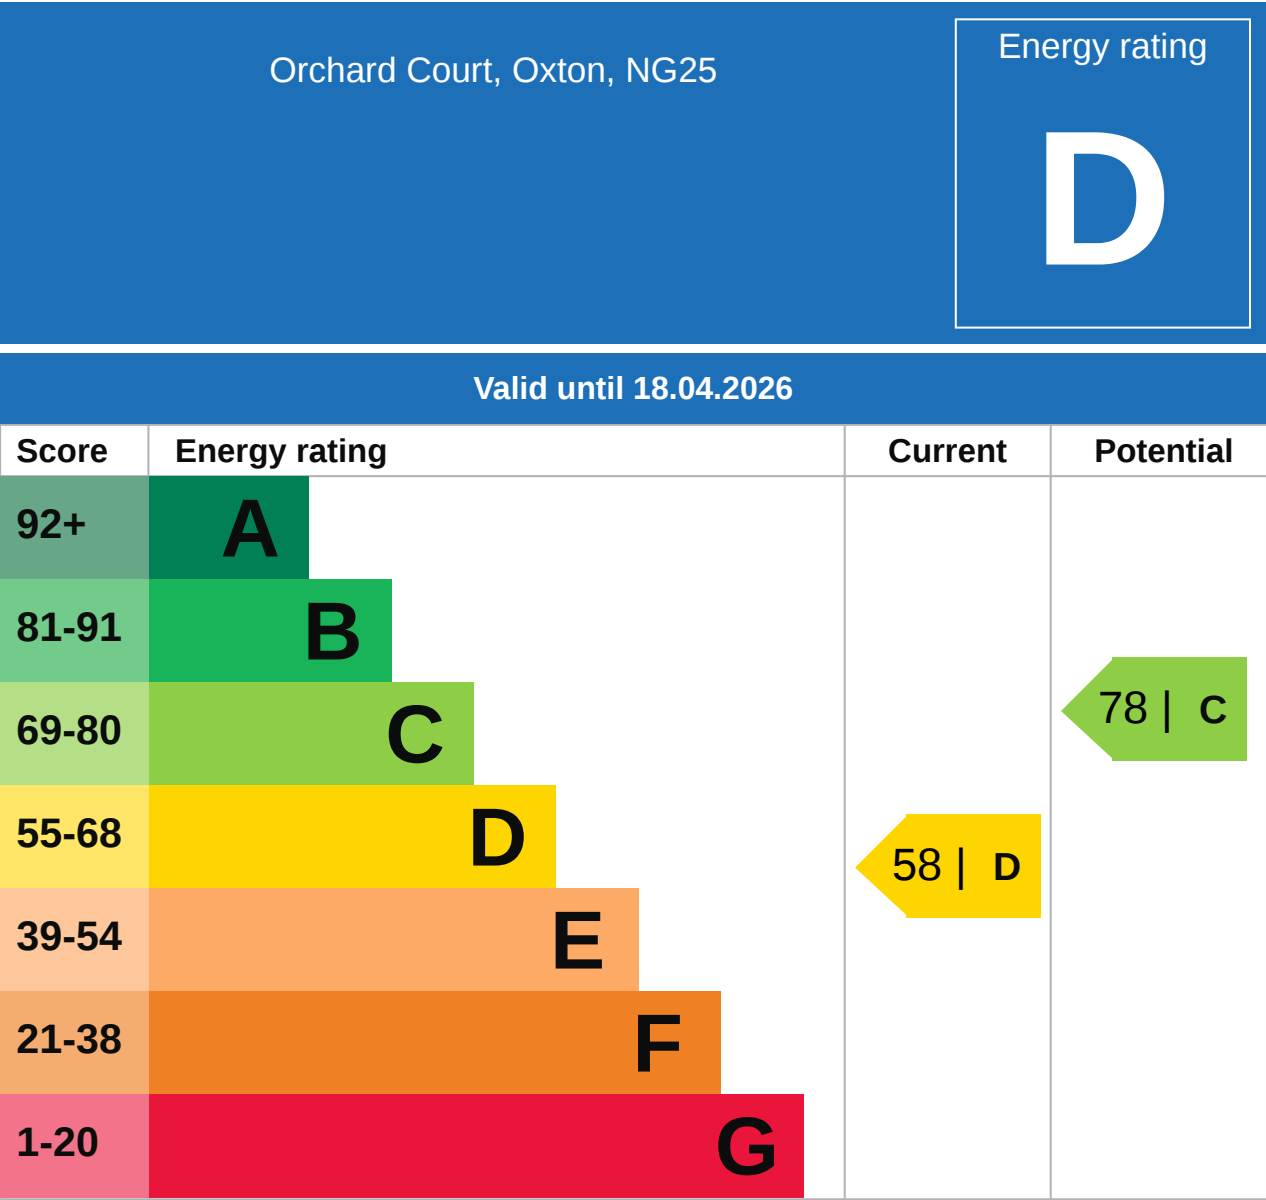 Orchard Court, Oxton, NG25
Energy rating
D
Valid until 18.04.2026
Score Energy rating Current Potential
92+ A
81-91 B
69-80 C
78 | C
55-68 D
58 | D
39-54 E
21-38 F
1-20 G